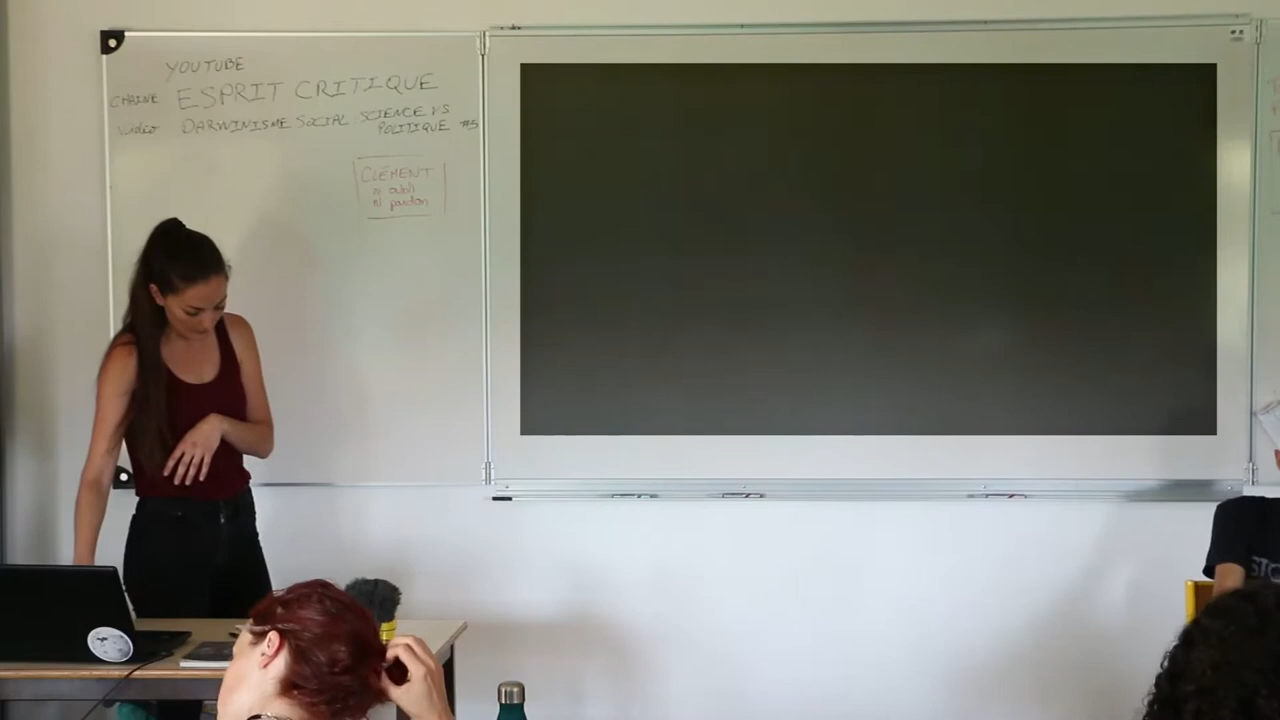 YOUTUBE
CHAINE ESPRIT CRITIQUE
Vidéo DARWINISME SOCIAL SCIENCE VS
POLITIQUE #5
CLÉMENT
Ni oubli
Ni pardon